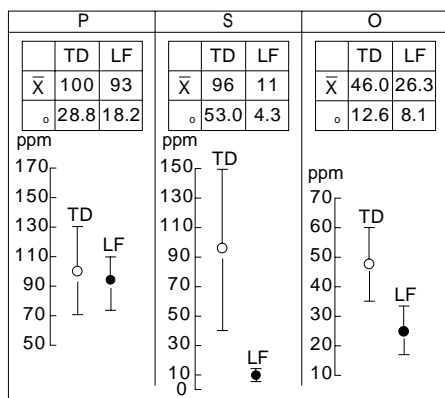 P S O
TD LF TD LF TD LF
X̅ 100 93 X̅ 96 11 X̅ 46.0 26.3
o 28.8 18.2 o 53.0 4.3 o 12.6 8.1
ppm ppm ppm
170 150 70
150 130 60
130 110 50
110 90 40
90 70 30
70 50 20
50 30 10
10
0
TD LF
TD LF
TD LF